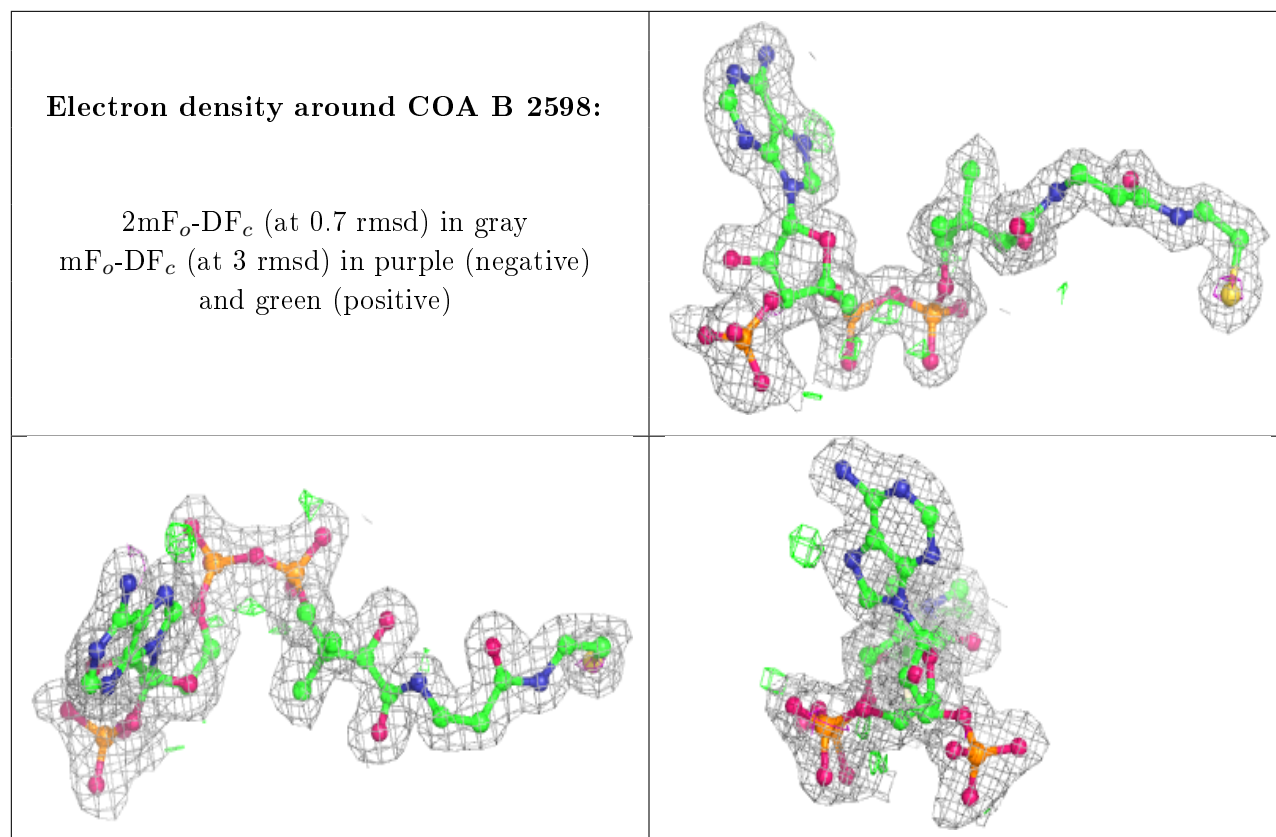 Electron density around COA B 2598:
2mFₒ-DF𝒸 (at 0.7 rmsd) in gray
mFₒ-DF𝒸 (at 3 rmsd) in purple (negative)
and green (positive)